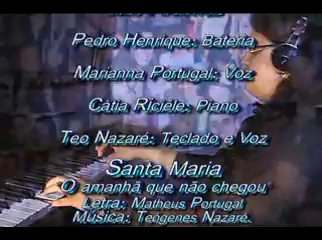 Pedro Henrique: Bateria
Marianna Portugal: Voz
Cátia Riciéle: Piano
Teo Nazaré: Teclado e Voz
Santa Maria
'O amanhã que não chegou'
Letra: Matheus Portugal
Música: Teógenes Nazaré.